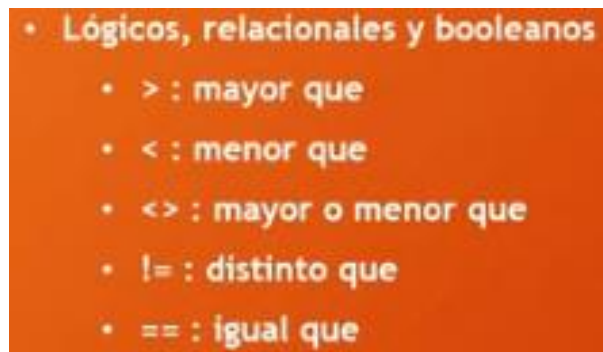 • Lógicos, relacionales y booleanos
• > : mayor que
• < : menor que
• <> : mayor o menor que
• != : distinto que
• == : igual que